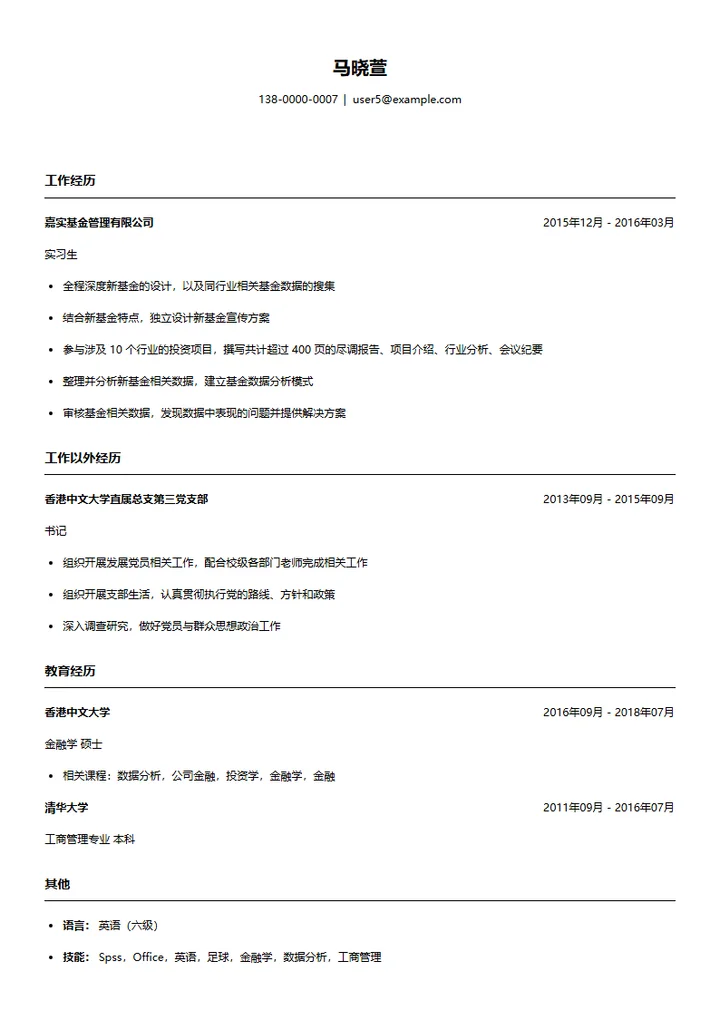 马晓萱
138-0000-0007 | user5@example.com
工作经历
嘉实基金管理有限公司 2015年12月 - 2016年03月
实习生
• 全程深度新基金的设计，以及同行业相关基金数据的搜集
• 结合新基金特点，独立设计新基金宣传方案
• 参与涉及 10 个行业的投资项目，撰写共计超过 400 页的尽调报告、项目介绍、行业分析、会议纪要
• 整理并分析新基金相关数据，建立基金数据分析模式
• 审核基金相关数据，发现数据中表现的问题并提供解决方案
工作以外经历
香港中文大学直属总支第三党支部 2013年09月 - 2015年09月
书记
• 组织开展发展党员相关工作，配合校级各部门老师完成相关工作
• 组织开展支部生活，认真贯彻执行党的路线、方针和政策
• 深入调查研究，做好党员与群众思想政治工作
教育经历
香港中文大学 2016年09月 - 2018年07月
金融学 硕士
• 相关课程：数据分析，公司金融，投资学，金融学，金融
清华大学 2011年09月 - 2016年07月
工商管理专业 本科
其他
• 语言： 英语（六级）
• 技能： Spss，Office，英语，足球，金融学，数据分析，工商管理